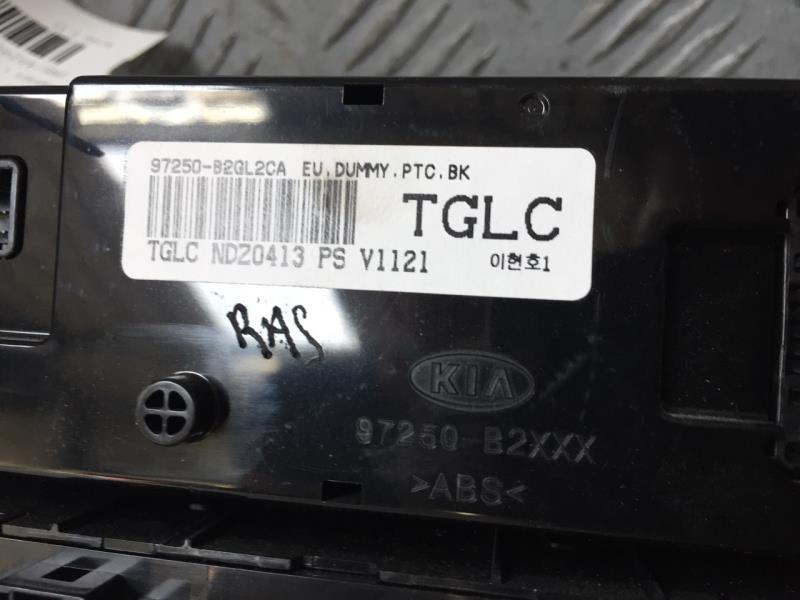 97250-B2GL2CA EU.DUMMY.PTC.BK
TGLC
TGLC NDZ0413 PS V1121
이현호1
RAS
KIA
97250-B2XXX
>ABS<